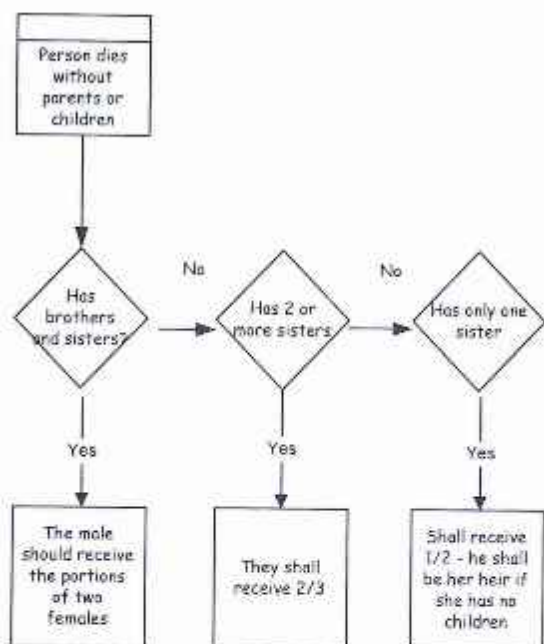 Person dies
without
parents or
children
No
No
Has
brothers
and sisters?
Has 2 or
more sisters
Has only one
sister
Yes
Yes
Yes
The male
should receive
the portions
of two
females
They shall
receive 2/3
Shall receive
1/2 - he shall
be her heir if
she has no
children